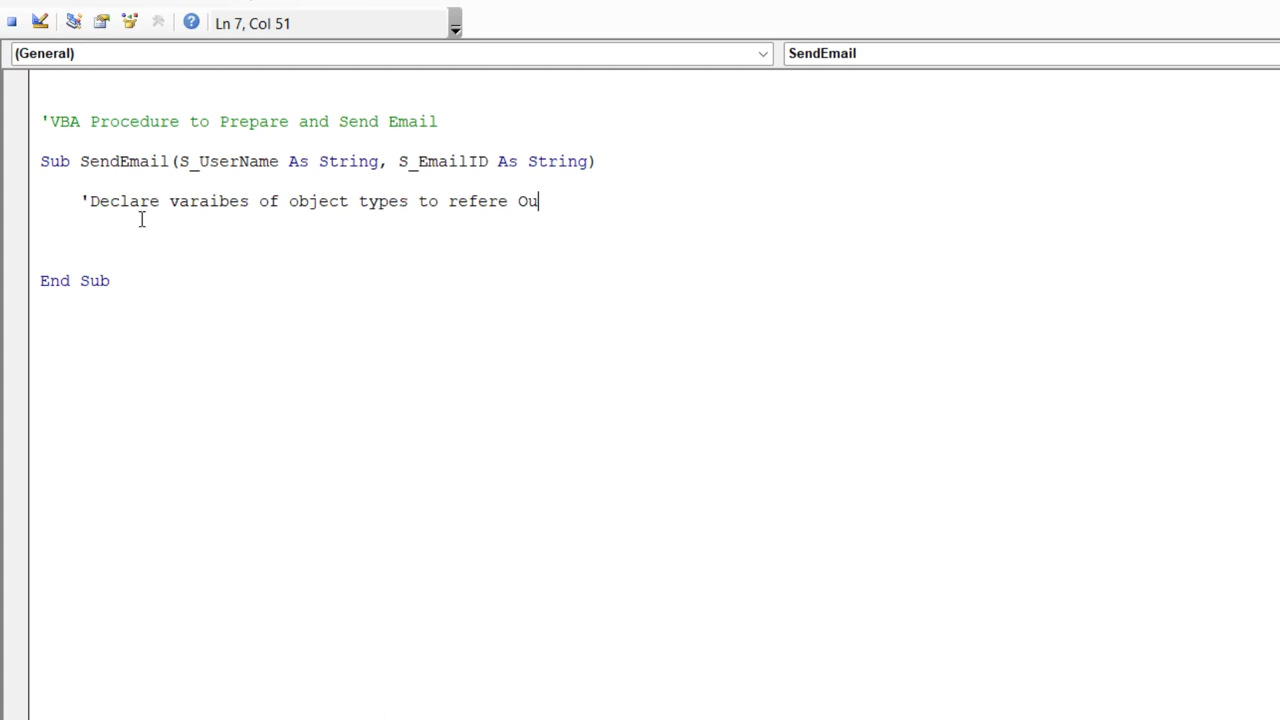 Ln 7, Col 51
(General)
SendEmail
'VBA Procedure to Prepare and Send Email
Sub SendEmail(S_UserName As String, S_EmailID As String)
'Declare varaibes of object types to refere Ou
End Sub